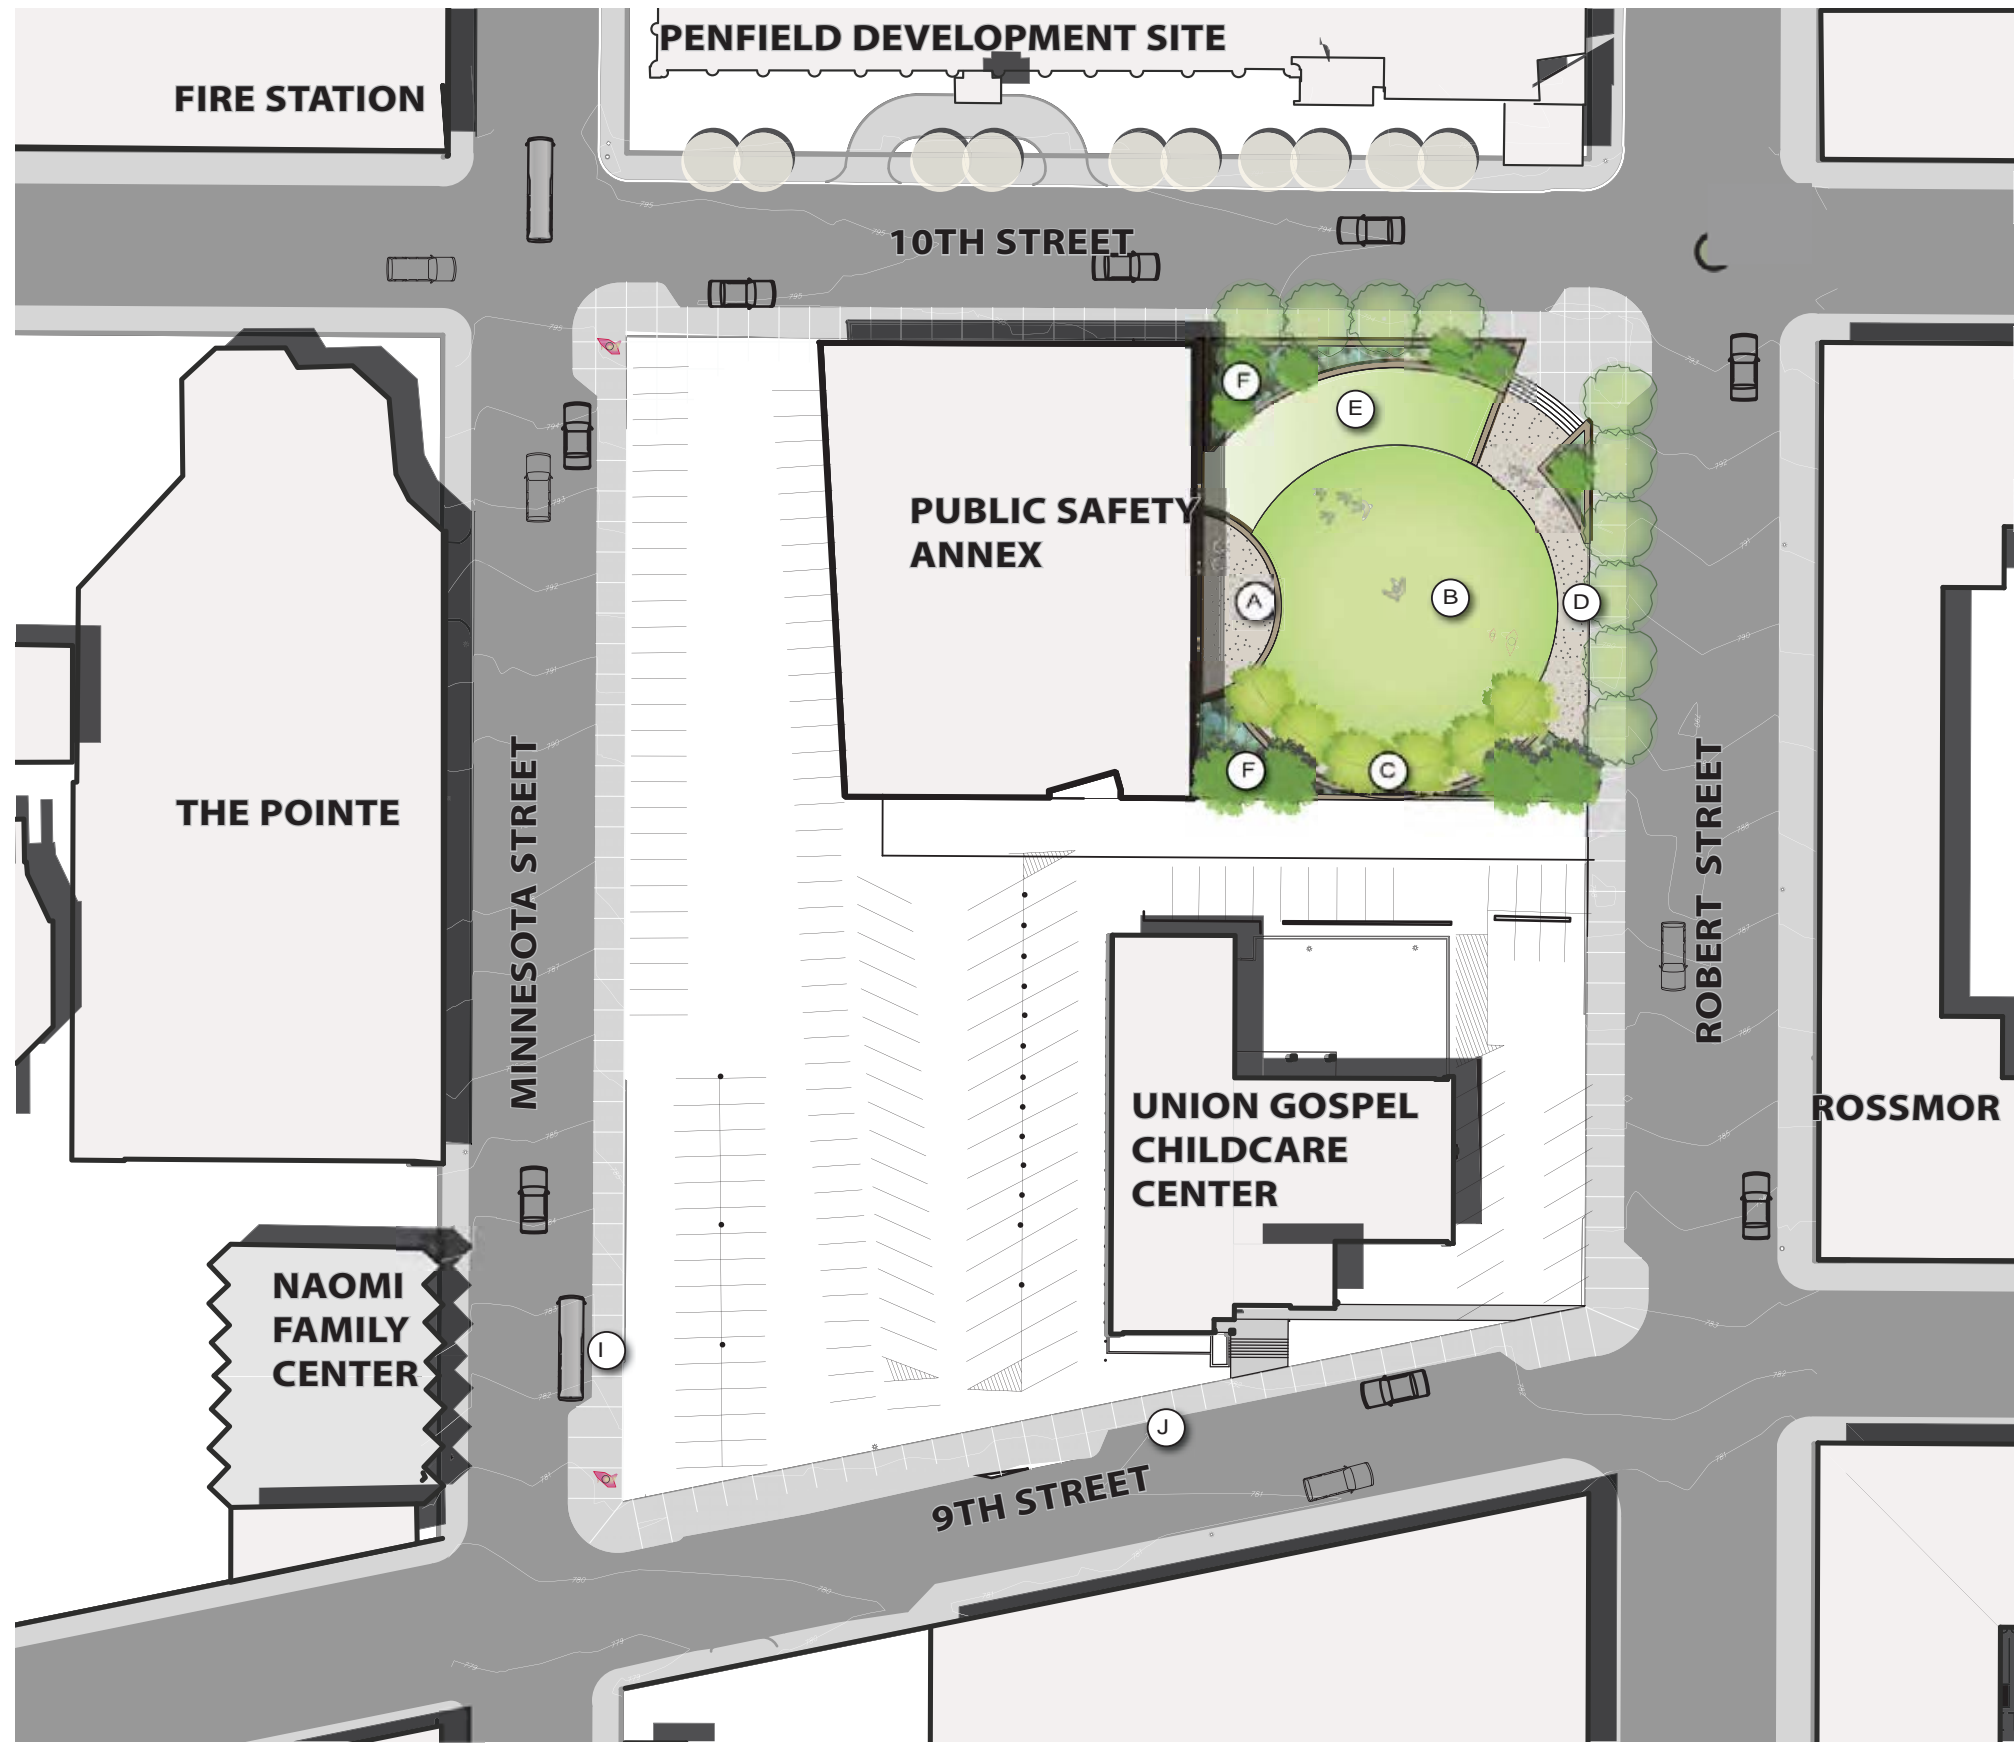 PENFIELD DEVELOPMENT SITE
FIRE STATION
10TH STREET
F
E
PUBLIC SAFETY
ANNEX
A
B
D
F
C
THE POINTE
MINNESOTA STREET
ROBERT STREET
UNION GOSPEL
CHILDCARE
CENTER
ROSSMOR
NAOMI
FAMILY
CENTER
I
J
9TH STREET